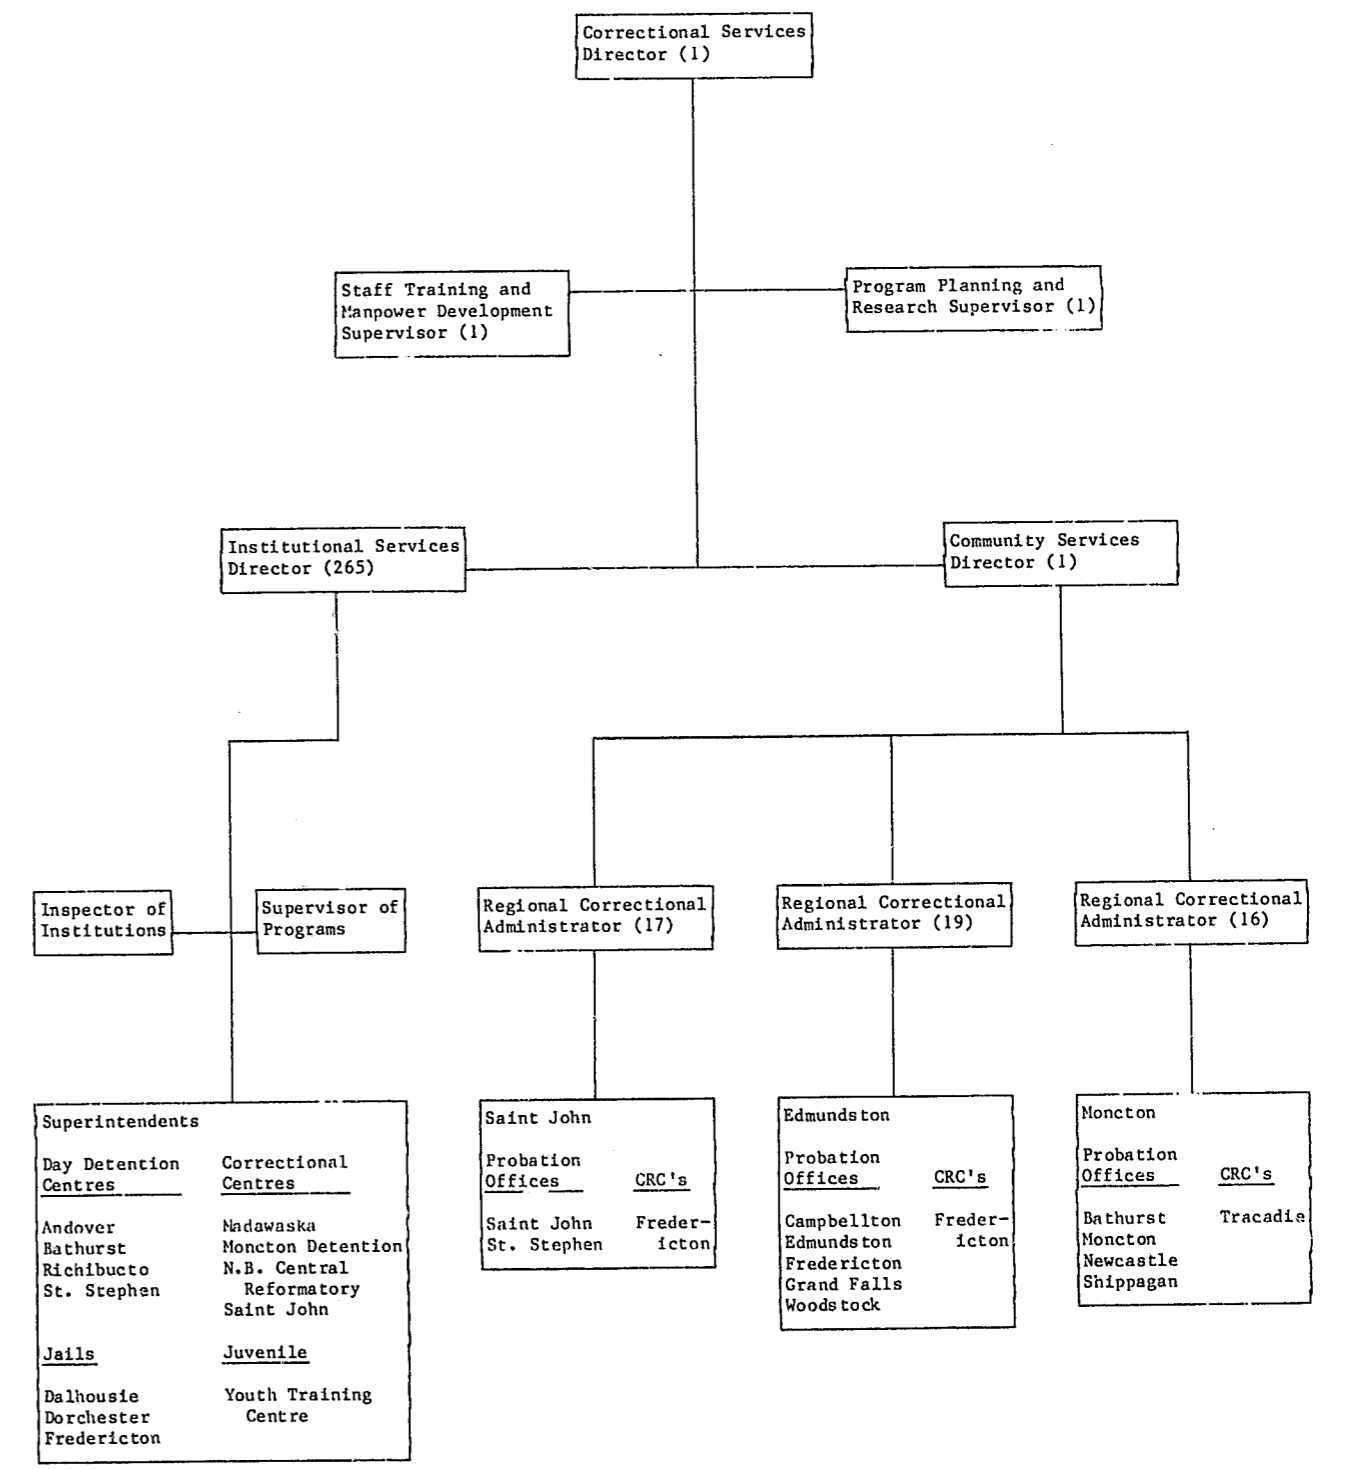 Correctional Services
Director (1)
Staff Training and
Manpower Development
Supervisor (1)
Program Planning and
Research Supervisor (1)
Institutional Services
Director (265)
Community Services
Director (1)
Inspector of
Institutions
Supervisor of
Programs
Regional Correctional
Administrator (17)
Regional Correctional
Administrator (19)
Regional Correctional
Administrator (16)
Superintendents
Day Detention
Centres
Andover
Bathurst
Richibucto
St. Stephen
Correctional
Centres
Madawaska
Moncton Detention
N.B. Central
Reformatory
Saint John
Jails
Dalhousie
Dorchester
Fredericton
Juvenile
Youth Training
Centre
Saint John
Probation
Offices
Saint John
St. Stephen
CRC's
Freder-
icton
Edmundston
Probation
Offices
Campbellton
Edmundston
Fredericton
Grand Falls
Woodstock
CRC's
Freder-
icton
Moncton
Probation
Offices
Bathurst
Moncton
Newcastle
Shippagan
CRC's
Tracadie